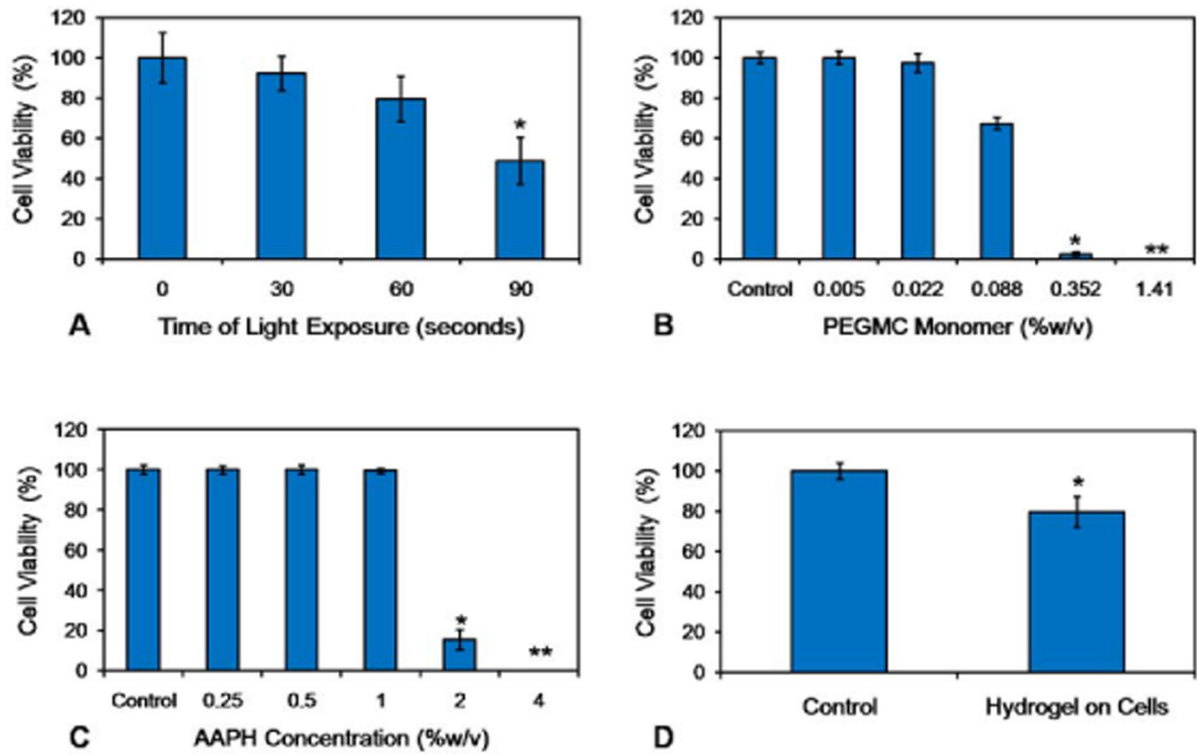 120
100
80
60
40
20
0
Cell Viability (%)
*
0 30 60 90
A Time of Light Exposure (seconds)
120
100
80
60
40
20
0
Cell Viability (%)
* **
Control 0.005 0.022 0.088 0.352 1.41
B PEGMC Monomer (%w/v)
120
100
80
60
40
20
0
Cell Viability (%)
* **
Control 0.25 0.5 1 2 4
C AAPH Concentration (%w/v)
120
100
80
60
40
20
0
Cell Viability (%)
*
Control Hydrogel on Cells
D